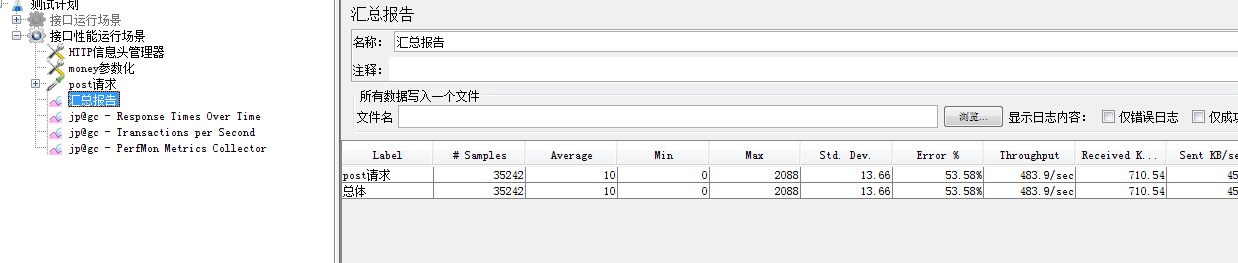 测试计划
接口运行场景
接口性能运行场景
HTTP信息头管理器
money参数化
post请求
汇总报告
jp@gc - Response Times Over Time
jp@gc - Transactions per Second
jp@gc - PerfMon Metrics Collector
汇总报告
名称： 汇总报告
注释：
所有数据写入一个文件
文件名 浏览... 显示日志内容： 仅错误日志 仅成功
Label # Samples Average Min Max Std. Dev. Error % Throughput Received K... Sent KB/se
post请求 35242 10 0 2088 13.66 53.58% 483.9/sec 710.54 45
总体 35242 10 0 2088 13.66 53.58% 483.9/sec 710.54 45